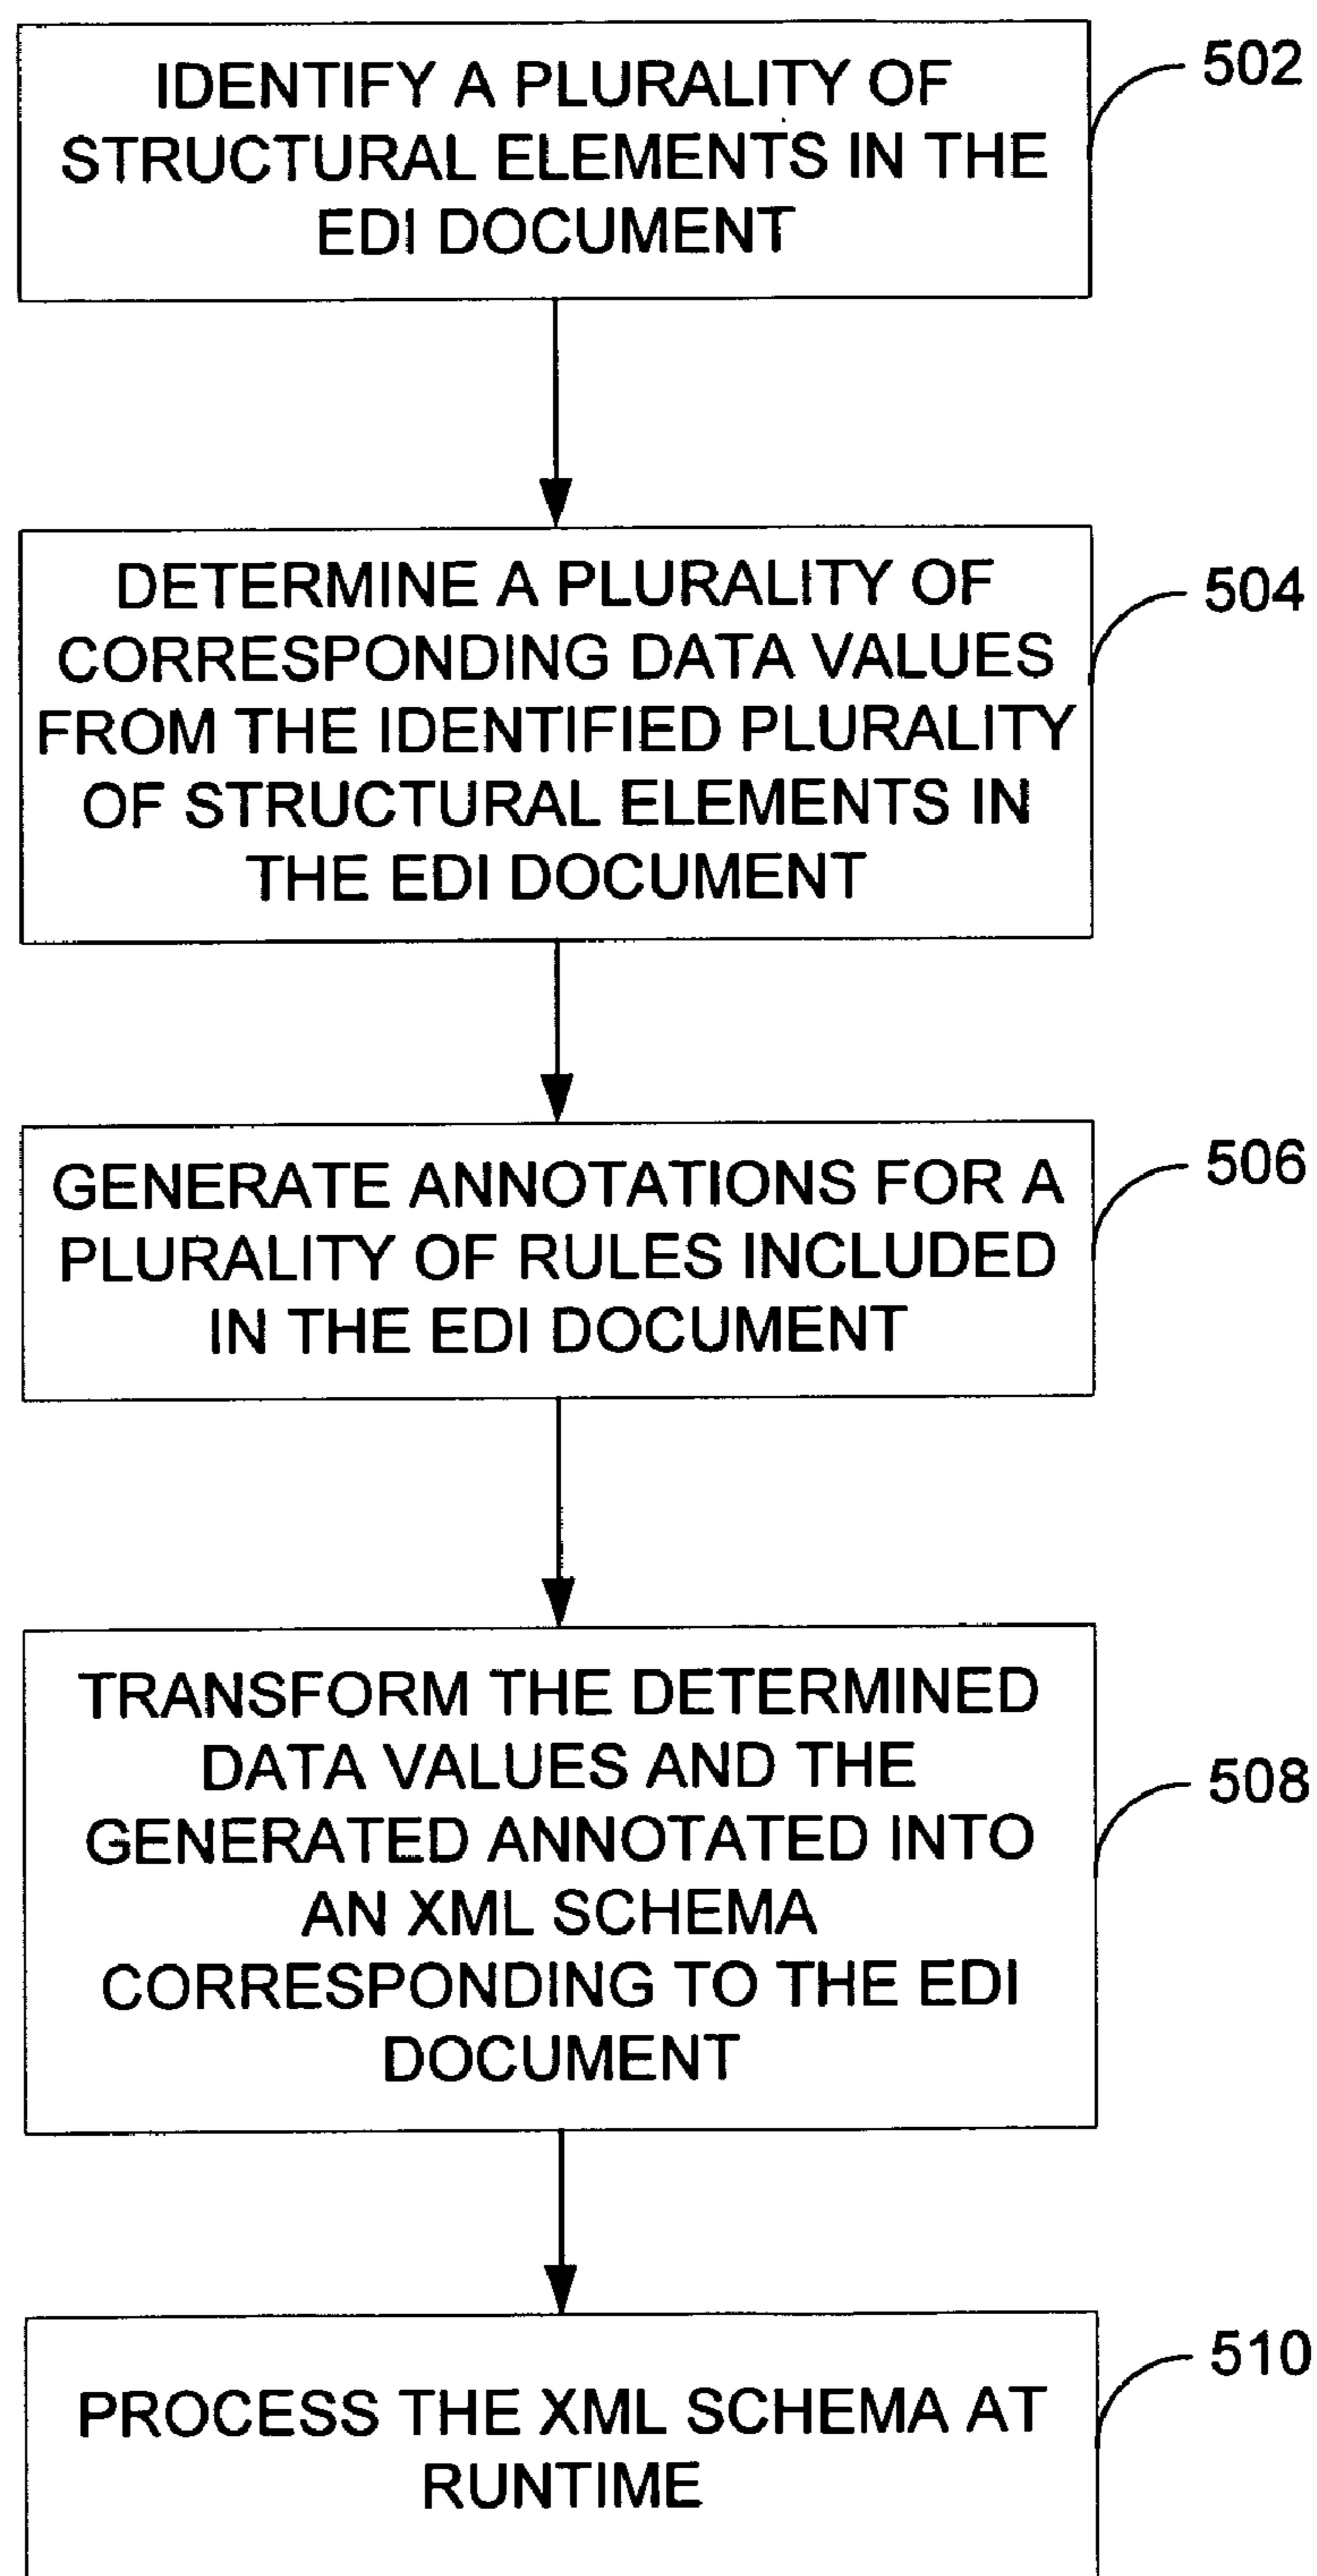 IDENTIFY A PLURALITY OF
STRUCTURAL ELEMENTS IN THE
EDI DOCUMENT
502
DETERMINE A PLURALITY OF
CORRESPONDING DATA VALUES
FROM THE IDENTIFIED PLURALITY
OF STRUCTURAL ELEMENTS IN
THE EDI DOCUMENT
504
GENERATE ANNOTATIONS FOR A
PLURALITY OF RULES INCLUDED
IN THE EDI DOCUMENT
506
TRANSFORM THE DETERMINED
DATA VALUES AND THE
GENERATED ANNOTATED INTO
AN XML SCHEMA
CORRESPONDING TO THE EDI
DOCUMENT
508
PROCESS THE XML SCHEMA AT
RUNTIME
510